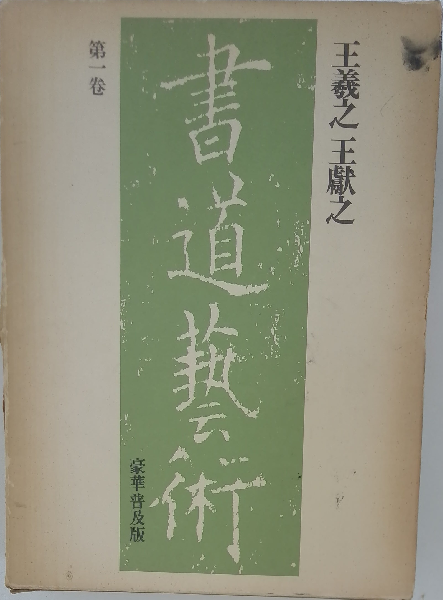 王羲之 王獻之
書道藝術
豪華普及版
第一巻